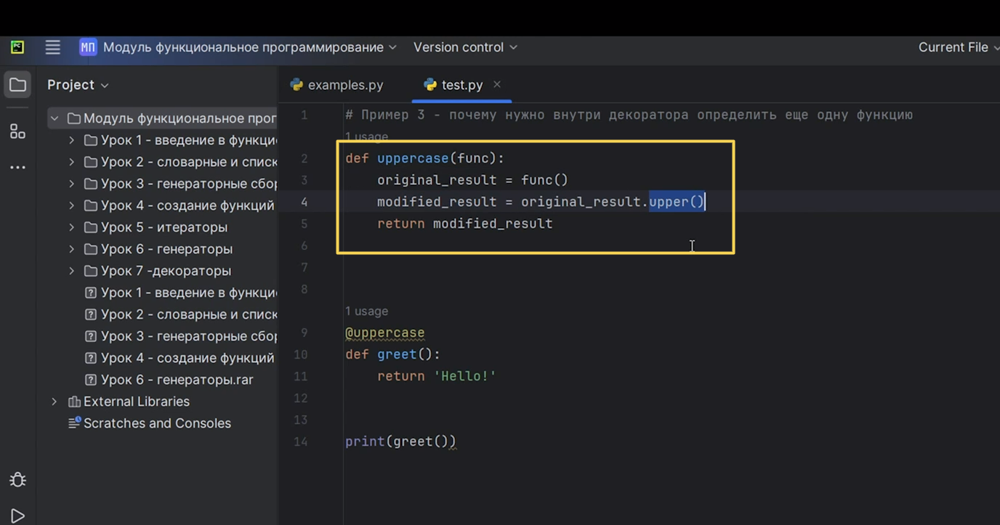 PC
МП Модуль функциональное программирование Version control Current File
Project
examples.py test.py
Модуль функциональное прог
Урок 1 - введение в функци
Урок 2 - словарные и списк
Урок 3 - генераторные сбор
Урок 4 - создание функций
Урок 5 - итераторы
Урок 6 - генераторы
Урок 7 -декораторы
Урок 1 - введение в функци
Урок 2 - словарные и списк
Урок 3 - генераторные сбор
Урок 4 - создание функций
Урок 6 - генераторы.rar
External Libraries
Scratches and Consoles
1 # Пример 3 - почему нужно внутри декоратора определить еще одну функцию
1 usage
2 def uppercase(func):
3 original_result = func()
4 modified_result = original_result.upper()
5 return modified_result
6
7
8
1 usage
9 @uppercase
10 def greet():
11 return 'Hello!'
12
13
14 print(greet())